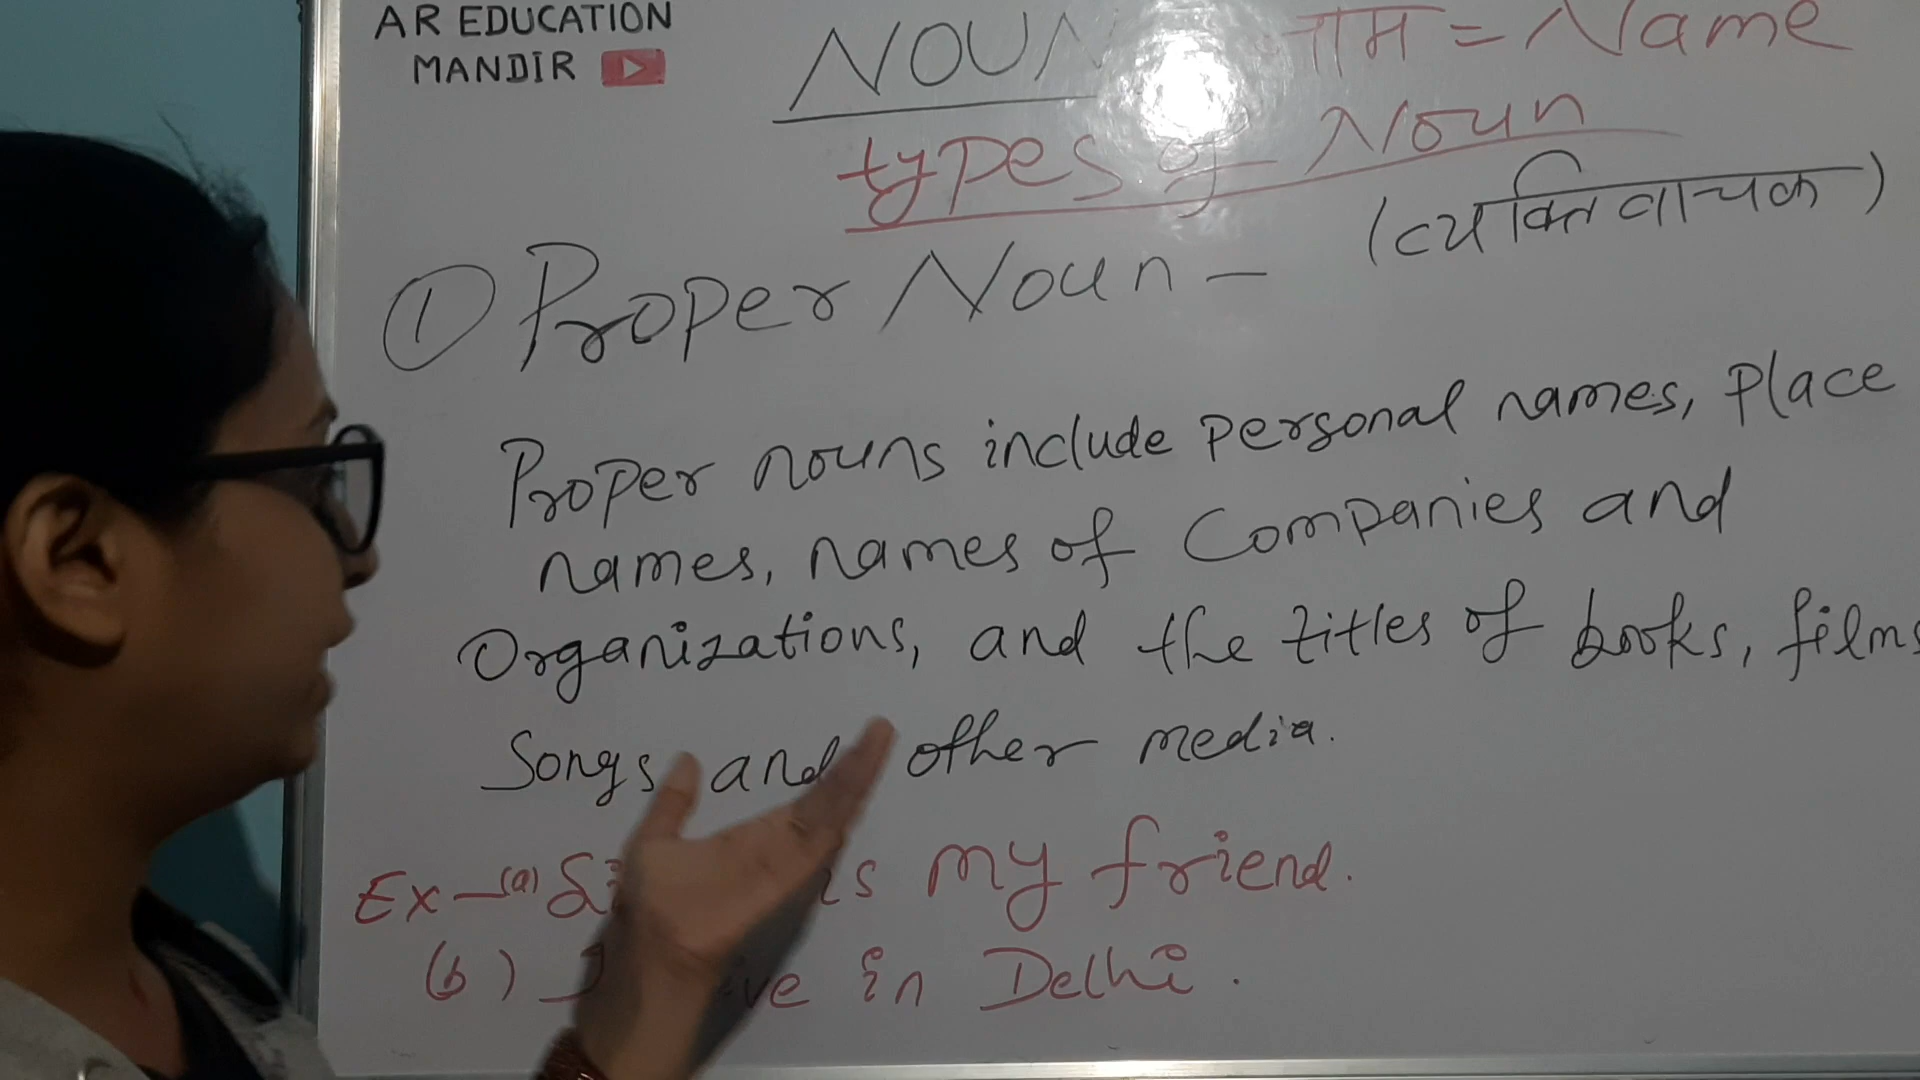 AR EDUCATION
MANDIR
NOUN नाम = Name
types of Noun
① Proper Noun - (व्यक्तिवाचक)
Proper nouns include personal names, place
names, names of Companies and
Organizations, and the titles of books, films
Songs and other media.
Ex-(a) is my friend.
(b) I in Delhi.